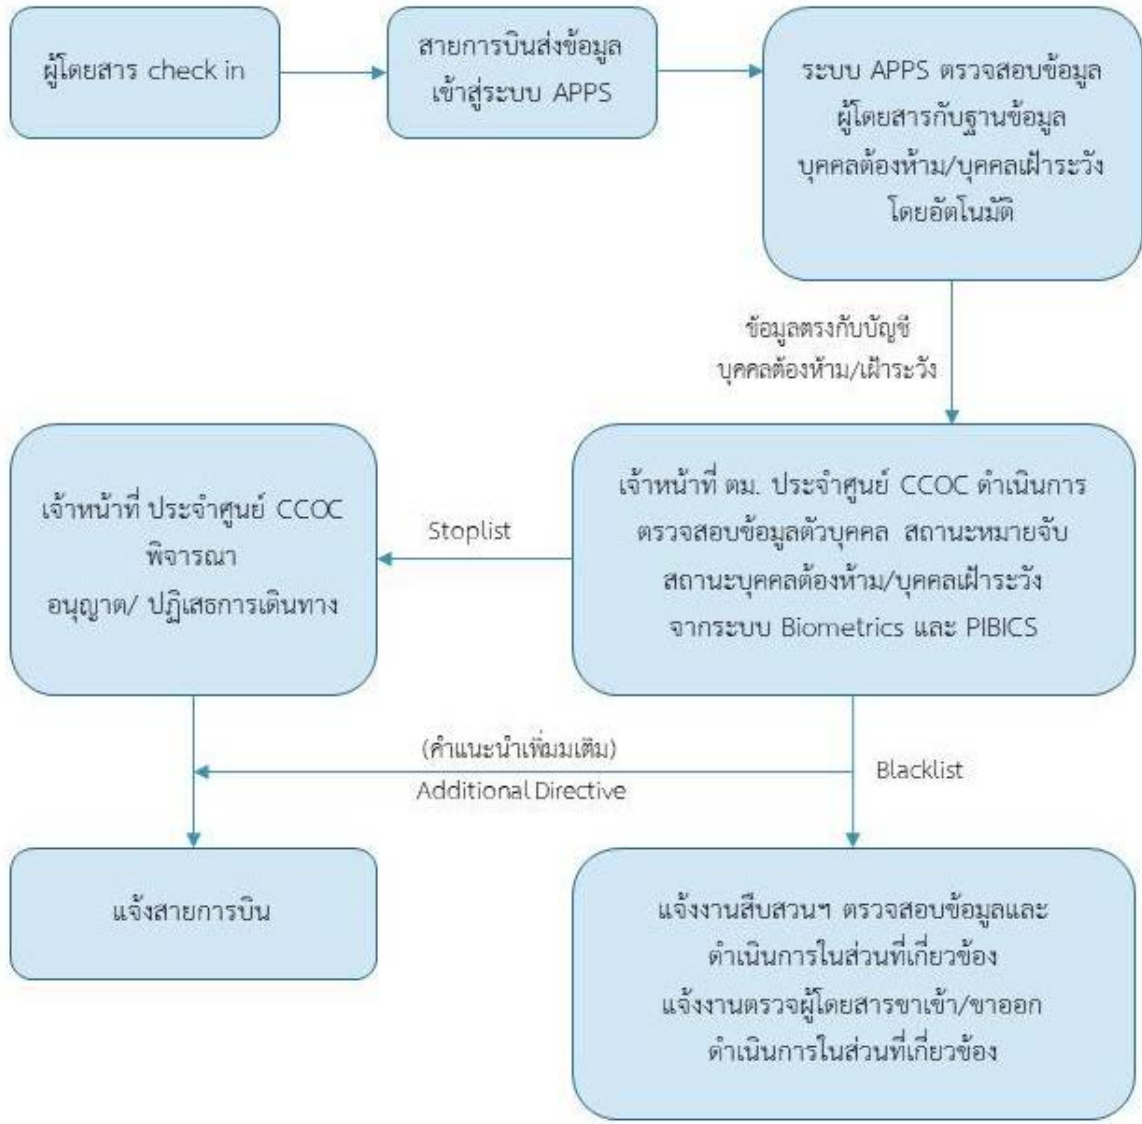 ผู้โดยสาร check in
สายการบินส่งข้อมูล
เข้าสู่ระบบ APPS
ระบบ APPS ตรวจสอบข้อมูล
ผู้โดยสารกับฐานข้อมูล
บุคคลต้องห้าม/บุคคลเฝ้าระวัง
โดยอัตโนมัติ
ข้อมูลตรงกับบัญชี
บุคคลต้องห้าม/เฝ้าระวัง
เจ้าหน้าที่ ตม. ประจำศูนย์ CCOC ดำเนินการ
ตรวจสอบข้อมูลตัวบุคคล สถานะหมายจับ
สถานะบุคคลต้องห้าม/บุคคลเฝ้าระวัง
จากระบบ Biometrics และ PIBICS
Stoplist
เจ้าหน้าที่ ประจำศูนย์ CCOC
พิจารณา
อนุญาต/ ปฏิเสธการเดินทาง
(คำแนะนำเพิ่มมเติม)
Additional Directive
Blacklist
แจ้งสายการบิน
แจ้งงานสืบสวนฯ ตรวจสอบข้อมูลและ
ดำเนินการในส่วนที่เกี่ยวข้อง
แจ้งงานตรวจผู้โดยสารขาเข้า/ขาออก
ดำเนินการในส่วนที่เกี่ยวข้อง